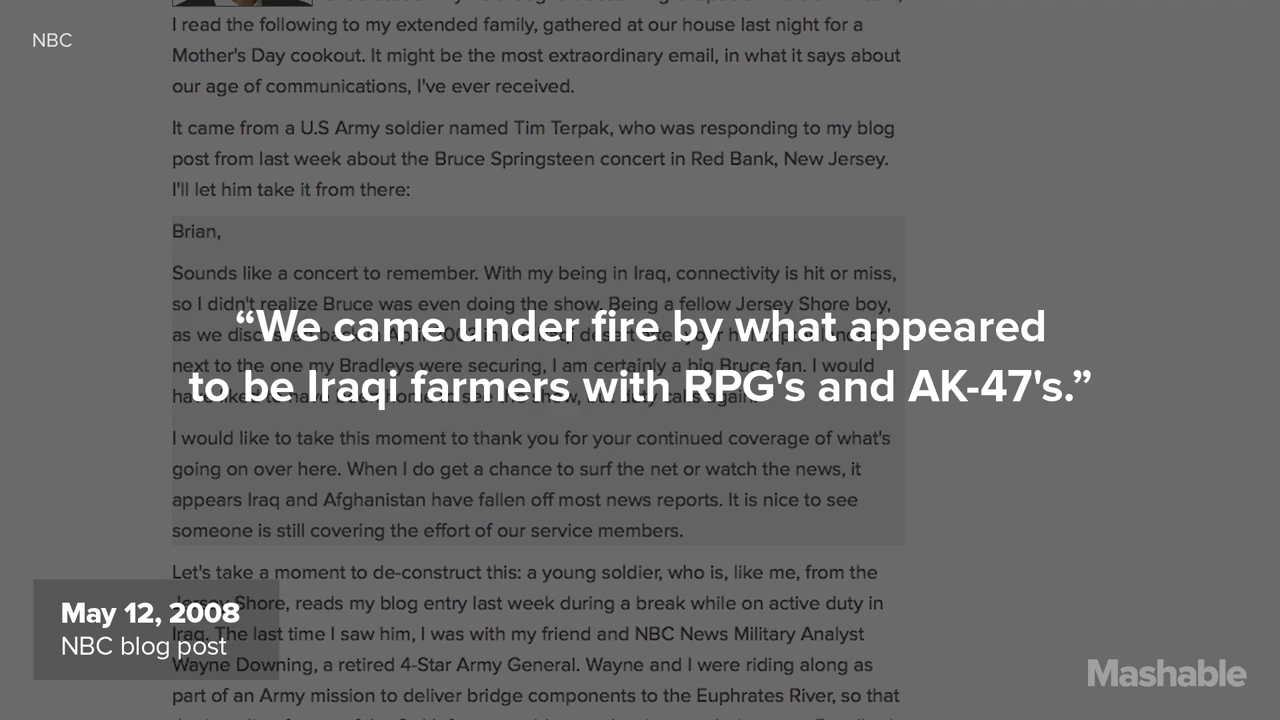 NBC
I read the following to my extended family, gathered at our house last night for a
Mother's Day cookout. It might be the most extraordinary email, in what it says about
our age of communications, I've ever received.
It came from a U.S Army soldier named Tim Terpak, who was responding to my blog
post from last week about the Bruce Springsteen concert in Red Bank, New Jersey.
I'll let him take it from there:
Brian,
Sounds like a concert to remember. With my being in Iraq, connectivity is hit or miss,
so I didn't realize Bruce was even doing the show. Being a fellow Jersey Shore boy,
“We came under fire by what appeared
to be Iraqi farmers with RPG's and AK-47's.”
as we
next to the one my Bradleys were securing, I am certainly a big Bruce fan. I would
I would like to take this moment to thank you for your continued coverage of what's
going on over here. When I do get a chance to surf the net or watch the news, it
appears Iraq and Afghanistan have fallen off most news reports. It is nice to see
someone is still covering the effort of our service members.
Let's take a moment to de-construct this: a young soldier, who is, like me, from the
Jersey Shore, reads my blog entry last week during a break while on active duty in
Iraq. The last time I saw him, I was with my friend and NBC News Military Analyst
Wayne Downing, a retired 4-Star Army General. Wayne and I were riding along as
part of an Army mission to deliver bridge components to the Euphrates River, so that
May 12, 2008
NBC blog post
Mashable